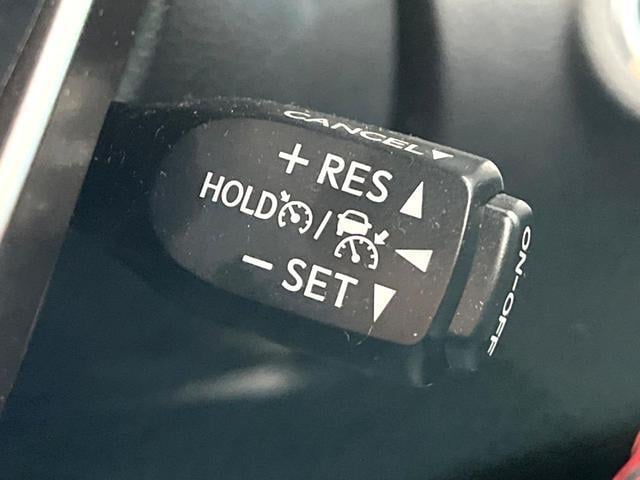 CANCEL
+ RES
HOLD /
- SET
ON-OFF